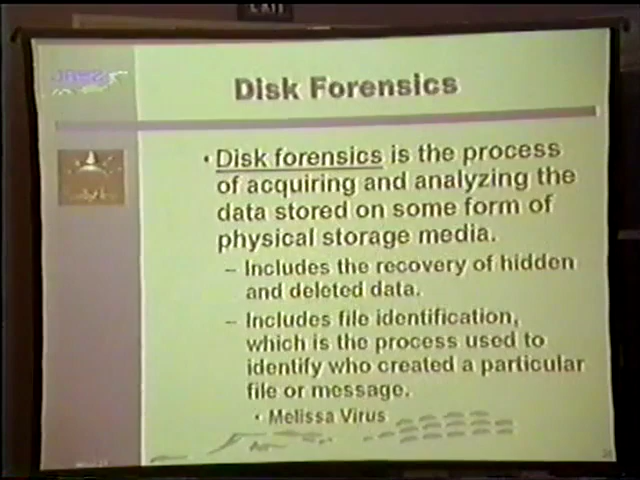 EXIT
Disk Forensics
• Disk forensics is the process
of acquiring and analyzing the
data stored on some form of
physical storage media.
– Includes the recovery of hidden
and deleted data.
– Includes file identification,
which is the process used to
identify who created a particular
file or message.
• Melissa Virus